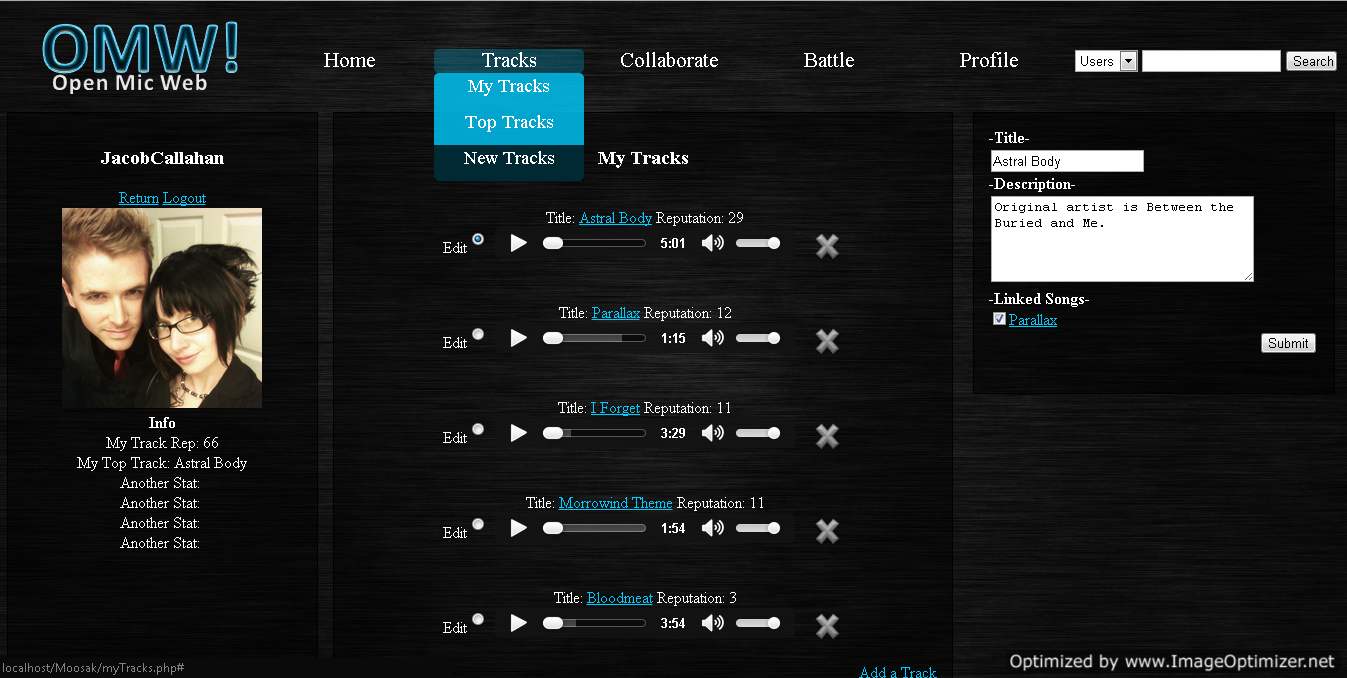 OMW!
Open Mic Web
Home
Tracks
Collaborate
Battle
Profile
Users
Search
My Tracks
Top Tracks
New Tracks
JacobCallahan
Return Logout
Info
My Track Rep: 66
My Top Track: Astral Body
Another Stat:
Another Stat:
Another Stat:
Another Stat:
My Tracks
Title: Astral Body Reputation: 29
Edit 5:01
Title: Parallax Reputation: 12
Edit 1:15
Title: I Forget Reputation: 11
Edit 3:29
Title: Morrowind Theme Reputation: 11
Edit 1:54
Title: Bloodmeat Reputation: 3
Edit 3:54
Add a Track
-Title-
Astral Body
-Description-
Original artist is Between the
Buried and Me.
-Linked Songs-
Parallax
Submit
localhost/Moosak/myTracks.php#
Optimized by www.ImageOptimizer.net